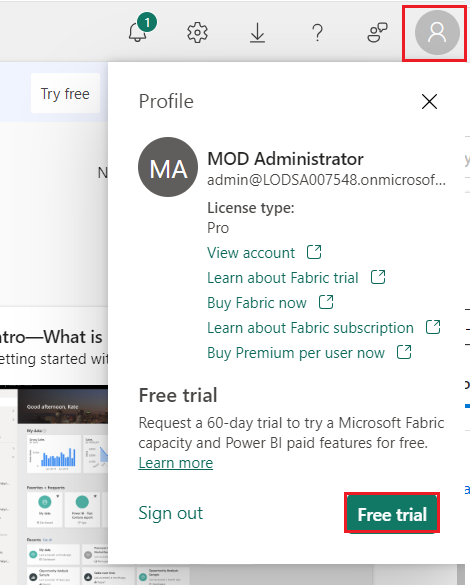 1
Try free
Profile
N
MA
MOD Administrator
admin@LODSA007548.onmicrosof...
License type:
Pro
View account
Learn about Fabric trial
Buy Fabric now
Learn about Fabric subscription
Buy Premium per user now
ntro—What is
etting started wit
Good afternoon, Kate
Free trial
Request a 60-day trial to try a Microsoft Fabric
capacity and Power BI paid features for free.
Learn more
Sign out
Free trial